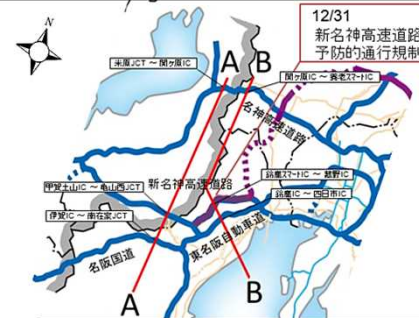 12/31
新名神高速道路
予防的通行規制
N
A B
米原JCT ～ 関ヶ原IC
関ヶ原IC ～ 養老スマートIC
名神高速道路
甲賀土山IC ～ 亀山西JCT
新名神高速道路
鈴鹿スマートIC ～ 菰野IC
鈴鹿IC ～ 四日市IC
伊賀IC ～ 南在家JCT
東名阪自動車道
名阪国道
A
B